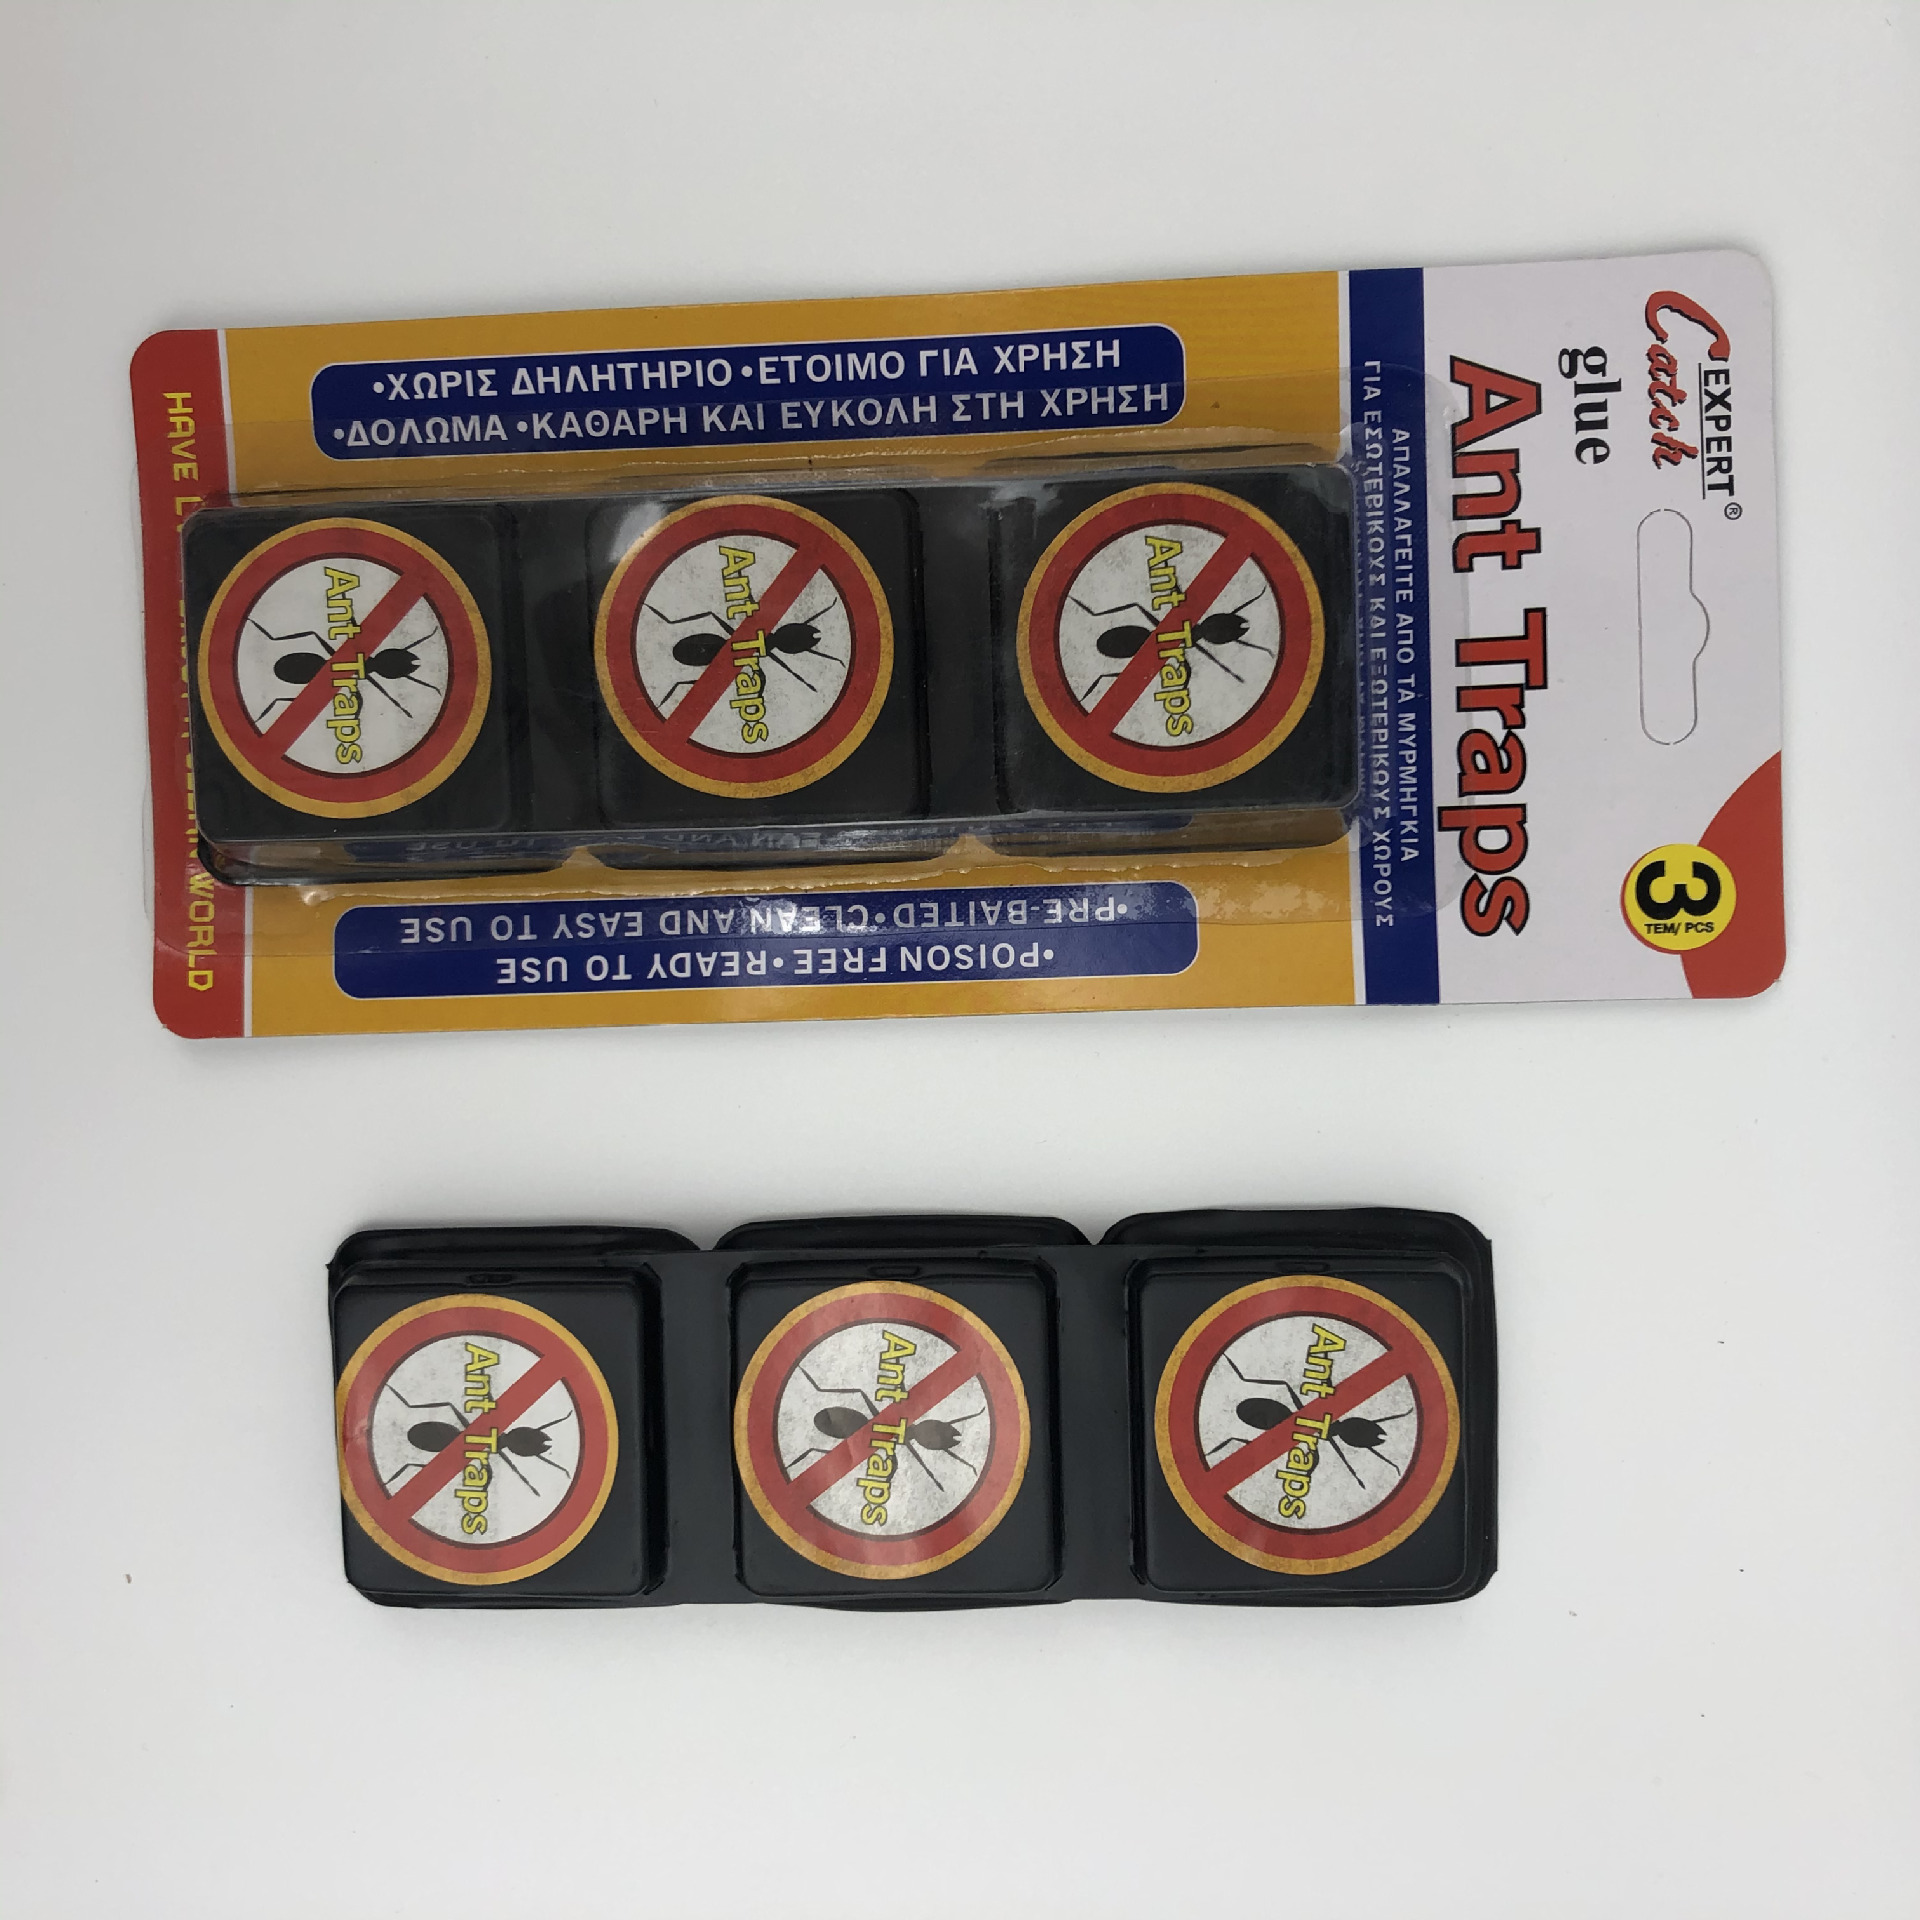 EXPERT®
Catch
glue
Ant Traps
3
ΤΕΜ/ PCS
ΑΠΑΛΛΑΓΕΙΤΕ ΑΠΟ ΤΑ ΜΥΡΜΗΓΚΙΑ
ΓΙΑ ΕΣΩΤΕΡΙΚΟΥΣ ΚΑΙ ΕΞΩΤΕΡΙΚΟΥΣ ΧΩΡΟΥΣ
•ΧΩΡΙΣ ΔΗΛΗΤΗΡΙΟ•ΕΤΟΙΜΟ ΓΙΑ ΧΡΗΣΗ
•ΔΟΛΩΜΑ•ΚΑΘΑΡΗ ΚΑΙ ΕΥΚΟΛΗ ΣΤΗ ΧΡΗΣΗ
Ant Traps
Ant Traps
Ant Traps
•POISON FREE•READY TO USE
•PRE-BAITED•CLEAN AND EASY TO USE
HAVE WORLD
Ant Traps
Ant Traps
Ant Traps